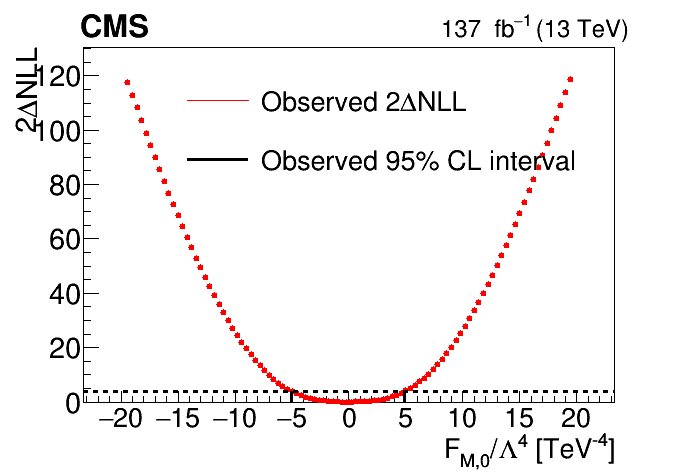 CMS 137 fb⁻¹ (13 TeV)
2ΔNLL
120
100
80
60
40
20
0
Observed 2ΔNLL
Observed 95% CL interval
−20 −15 −10 −5 0 5 10 15 20
F_M,0/Λ⁴ [TeV⁻⁴]